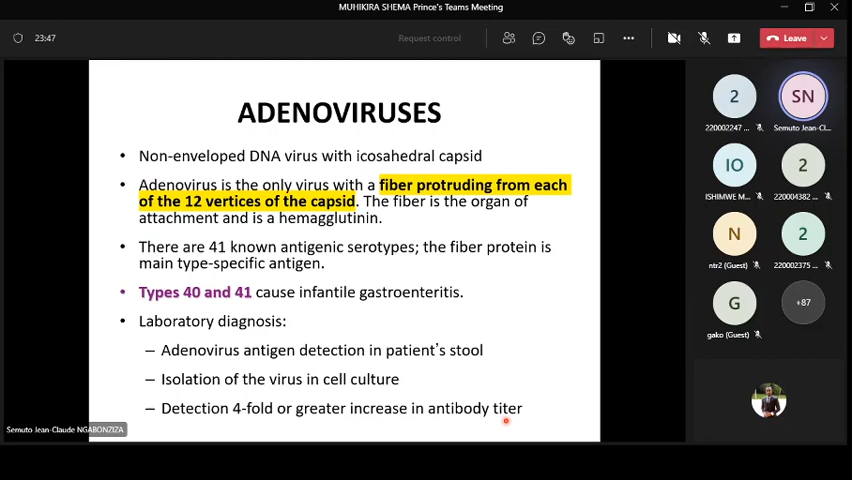 MUHIKIRA SHEMA Prince's Teams Meeting
23:47
Request control
Leave
ADENOVIRUSES
• Non-enveloped DNA virus with icosahedral capsid
• Adenovirus is the only virus with a fiber protruding from each
of the 12 vertices of the capsid. The fiber is the organ of
attachment and is a hemagglutinin.
• There are 41 known antigenic serotypes; the fiber protein is
main type-specific antigen.
• Types 40 and 41 cause infantile gastroenteritis.
• Laboratory diagnosis:
– Adenovirus antigen detection in patient’s stool
– Isolation of the virus in cell culture
– Detection 4-fold or greater increase in antibody titer
Semuto Jean-Claude NGABONZIZA
2
SN
220002247 ...
Semuto Jean-Cl...
IO
2
ISHIMWE M...
220004382 ...
N
2
ntr2 (Guest)
220002375 ...
G
+87
gako (Guest)